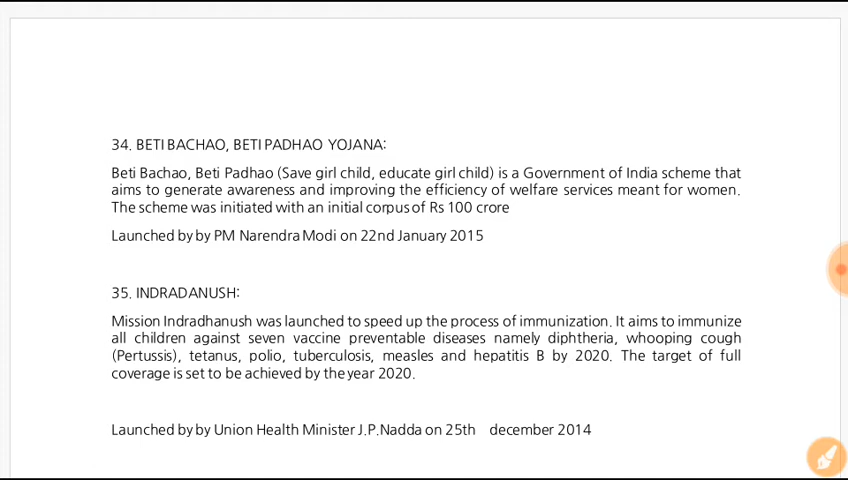 34. BETI BACHAO, BETI PADHAO YOJANA:
Beti Bachao, Beti Padhao (Save girl child, educate girl child) is a Government of India scheme that
aims to generate awareness and improving the efficiency of welfare services meant for women.
The scheme was initiated with an initial corpus of Rs 100 crore
Launched by by PM Narendra Modi on 22nd January 2015
35. INDRADANUSH:
Mission Indradhanush was launched to speed up the process of immunization. It aims to immunize
all children against seven vaccine preventable diseases namely diphtheria, whooping cough
(Pertussis), tetanus, polio, tuberculosis, measles and hepatitis B by 2020. The target of full
coverage is set to be achieved by the year 2020.
Launched by by Union Health Minister J.P.Nadda on 25th december 2014